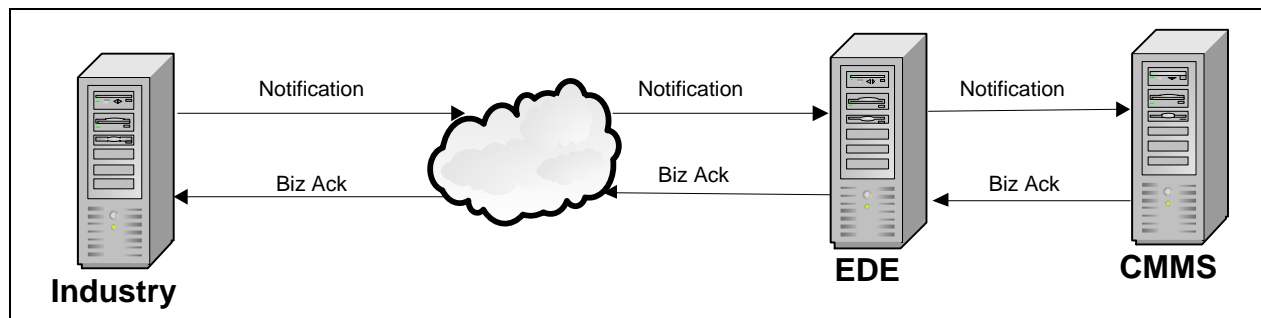 Notification
Notification
Notification
Biz Ack
Biz Ack
Biz Ack
Industry
EDE
CMMS